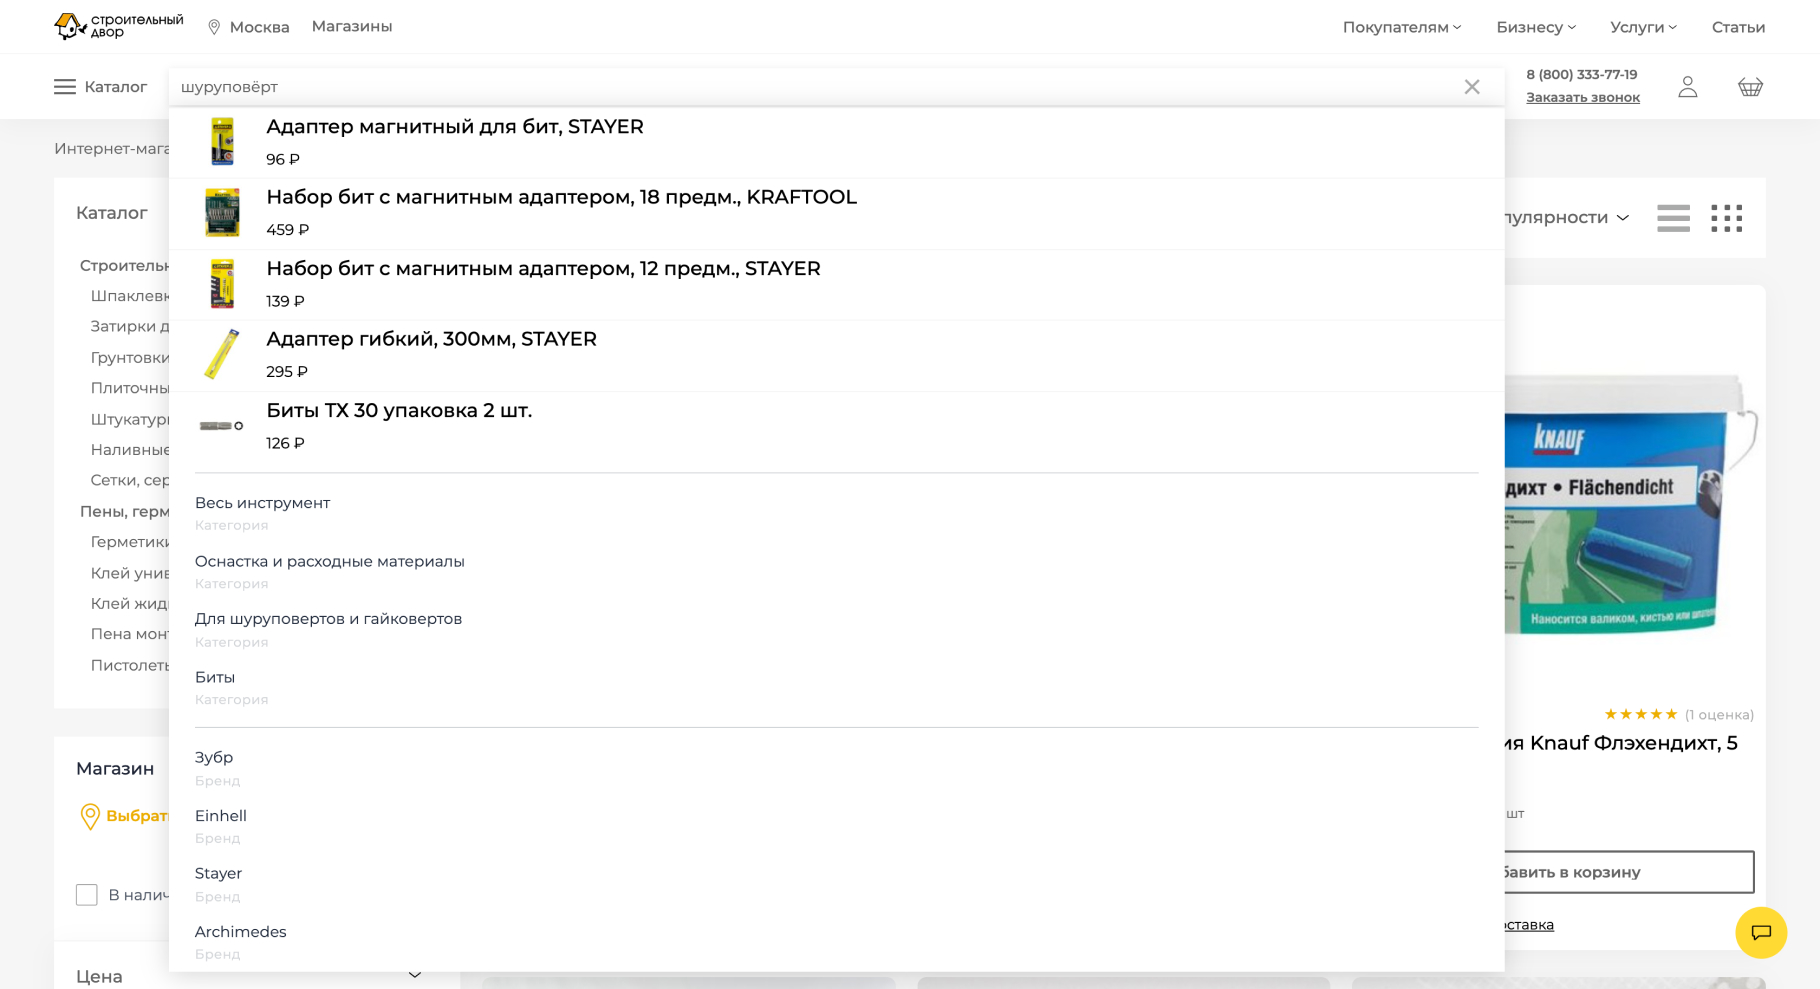 строительный
двор
Москва
Магазины
Покупателям
Бизнесу
Услуги
Статьи
Каталог
шуруповёрт
8 (800) 333-77-19
Заказать звонок
Адаптер магнитный для бит, STAYER
96 ₽
Набор бит с магнитным адаптером, 18 предм., KRAFTOOL
459 ₽
Набор бит с магнитным адаптером, 12 предм., STAYER
139 ₽
Адаптер гибкий, 300мм, STAYER
295 ₽
Биты TX 30 упаковка 2 шт.
126 ₽
Весь инструмент
Категория
Оснастка и расходные материалы
Категория
Для шуруповертов и гайковертов
Категория
Биты
Категория
Зубр
Бренд
Einhell
Бренд
Stayer
Бренд
Archimedes
Бренд
Интернет-мага
Каталог
Строительн
Шпаклевк
Затирки д
Грунтовки
Плиточны
Штукатур
Наливные
Сетки, сер
Пены, герм
Герметики
Клей унив
Клей жидк
Пена монт
Пистолеты
Магазин
Выбрать
В налич
Цена
пулярности
KNAUF
дихт • Flächendicht
Наносится валиком, кистью или шпателем
(1 оценка)
ия Knauf Флэхендихт, 5
шт
бавить в корзину
оставка